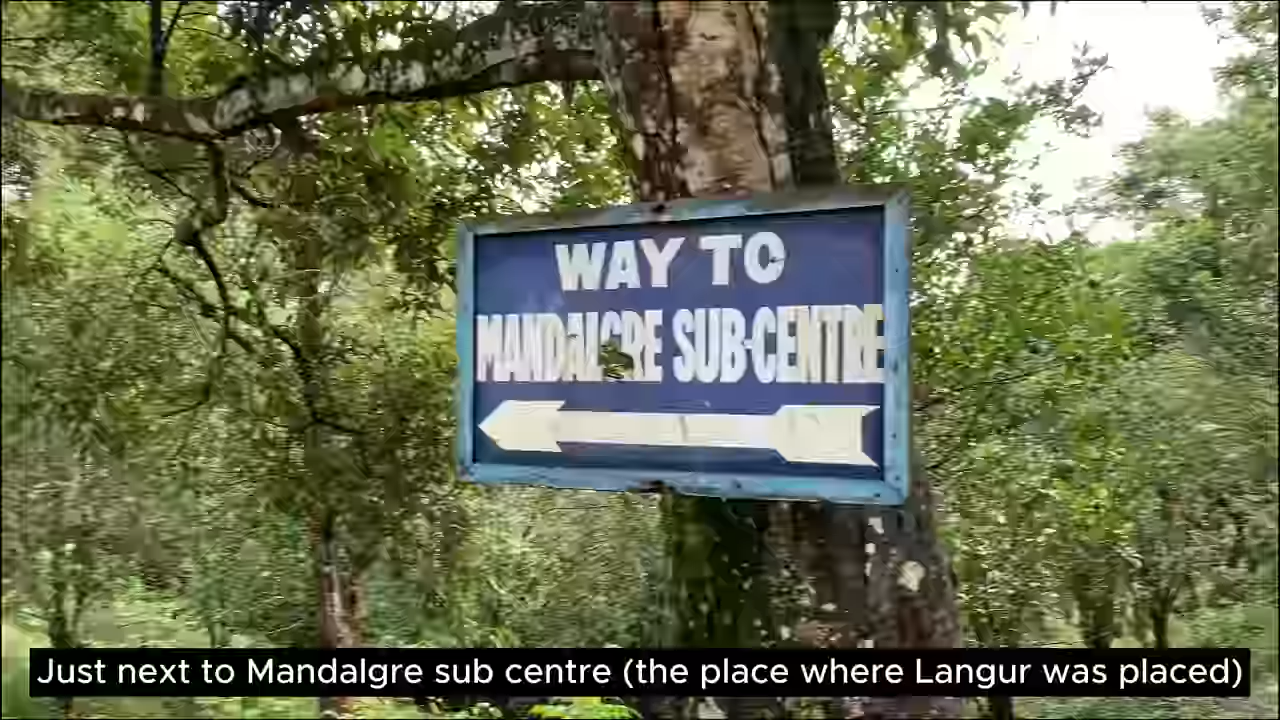 WAY TO
MANDALGRE SUB-CENTRE
Just next to Mandalgre sub centre (the place where Langur was placed)